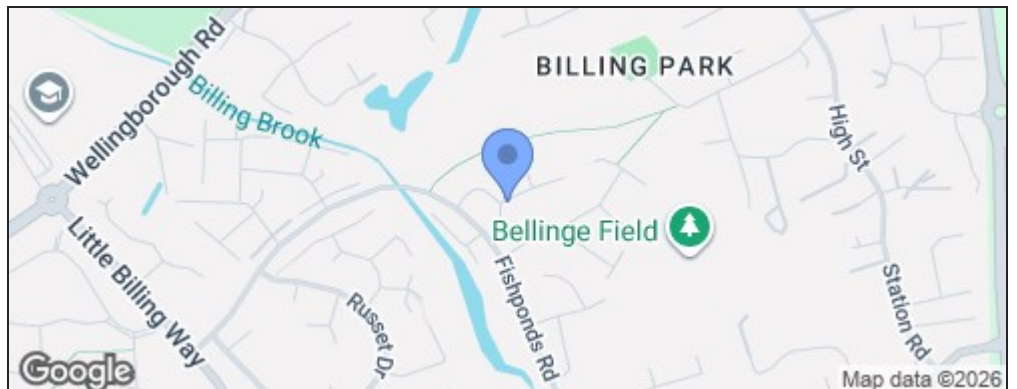 Wellingborough Rd
BILLING PARK
Billing Brook
High St
Bellinge Field
Little Billing Way
Fishponds Rd
Station Rd
Russet Dr
Google
Map data ©2026